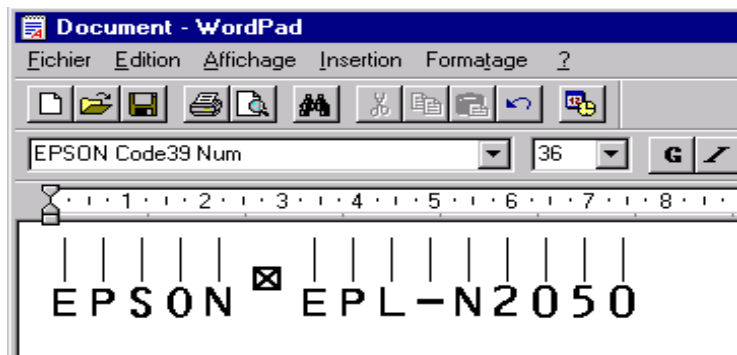 Document - WordPad
Fichier Edition Affichage Insertion Formatage ?
EPSON Code39 Num 36 G I
1 2 3 4 5 6 7 8
EPSON EPL-N2050